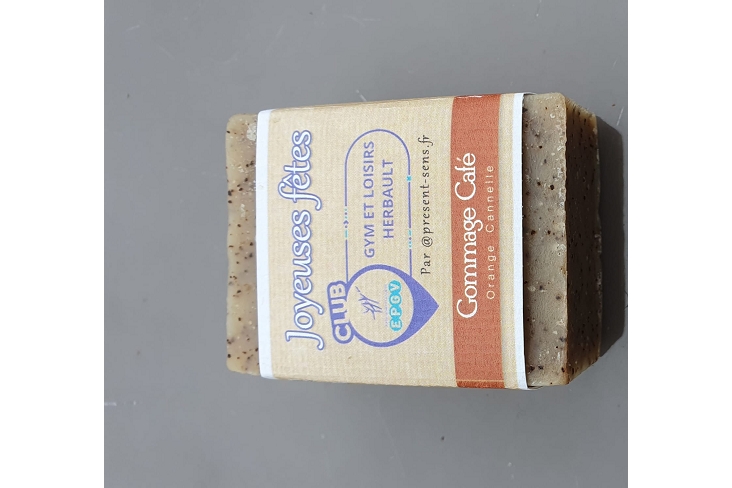 Joyeuses fêtes
CLUB
EPGV
GYM ET LOISIRS
HERBAULT
Par @present-sens.fr
Gommage Café
Orange Cannelle